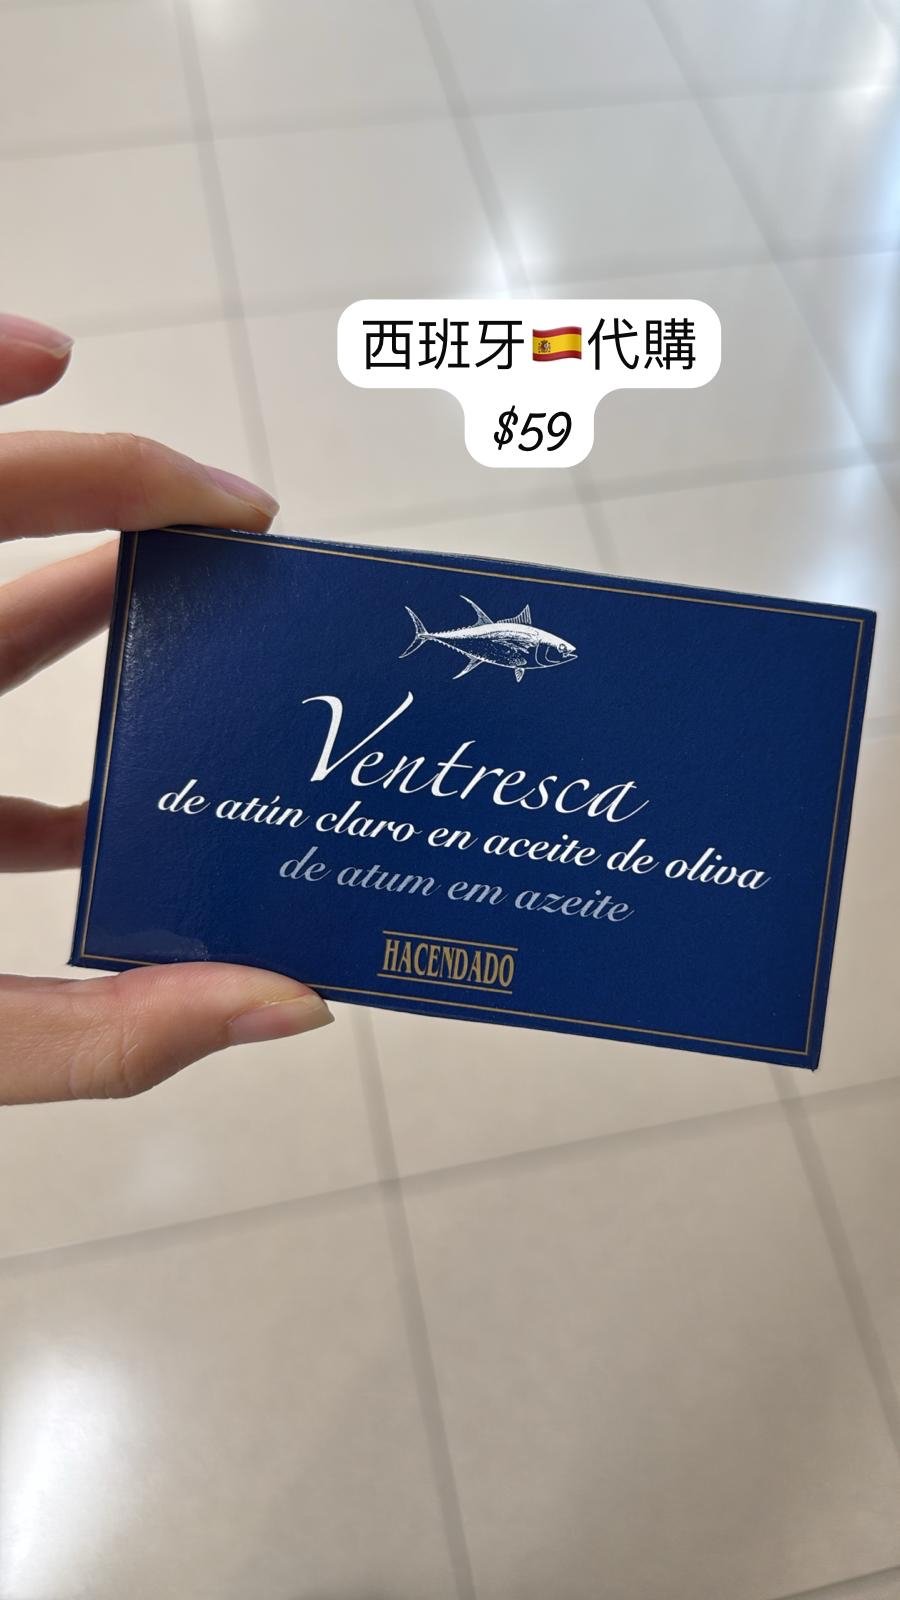 西班牙🇪🇸代購
$59
Ventresca
de atún claro en aceite de oliva
de atum em azeite
HACENDADO